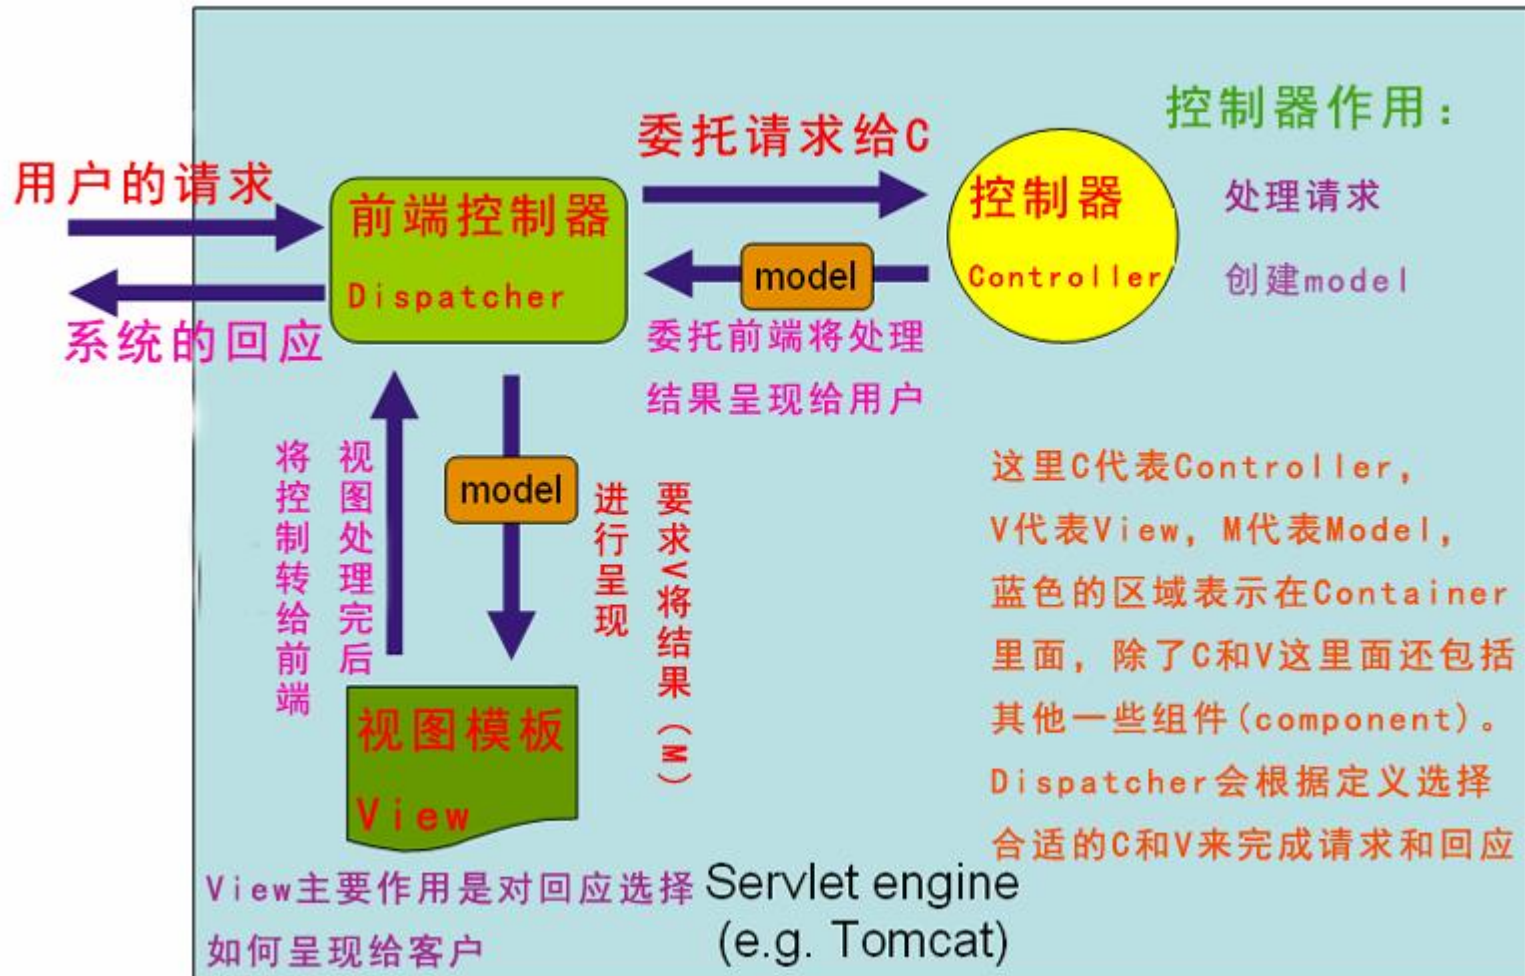 控制器作用：
委托请求给C
用户的请求
前端控制器
Dispatcher
控制器
Controller
处理请求
创建model
model
系统的回应
委托前端将处理
结果呈现给用户
视图处理完后
将控制转给前端
model
要求V将结果（M）
进行呈现
这里C代表Controller，
V代表View，M代表Model，
蓝色的区域表示在Container
里面，除了C和V这里面还包括
其他一些组件(component)。
Dispatcher会根据定义选择
合适的C和V来完成请求和回应
视图模板
View
View主要作用是对回应选择
如何呈现给客户
Servlet engine
(e.g. Tomcat)